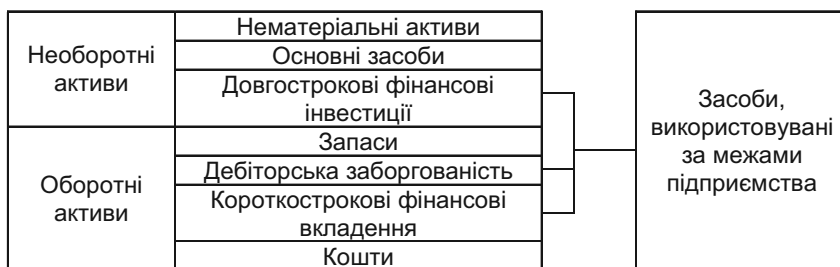 Необоротні
активи
Нематеріальні активи
Основні засоби
Довгострокові фінансові
інвестиції
Оборотні
активи
Запаси
Дебіторська заборгованість
Короткострокові фінансові
вкладення
Кошти
Засоби,
використовувані
за межами
підприємства